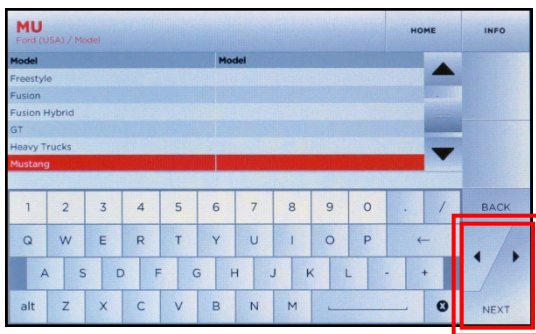 MU
Ford (USA) / Model
HOME
INFO
Model Model
Freestyle
Fusion
Fusion Hybrid
GT
Heavy Trucks
Mustang
1 2 3 4 5 6 7 8 9 0 . /
BACK
Q W E R T Y U I O P ←
A S D F G H J K L - +
alt Z X C V B N M
NEXT